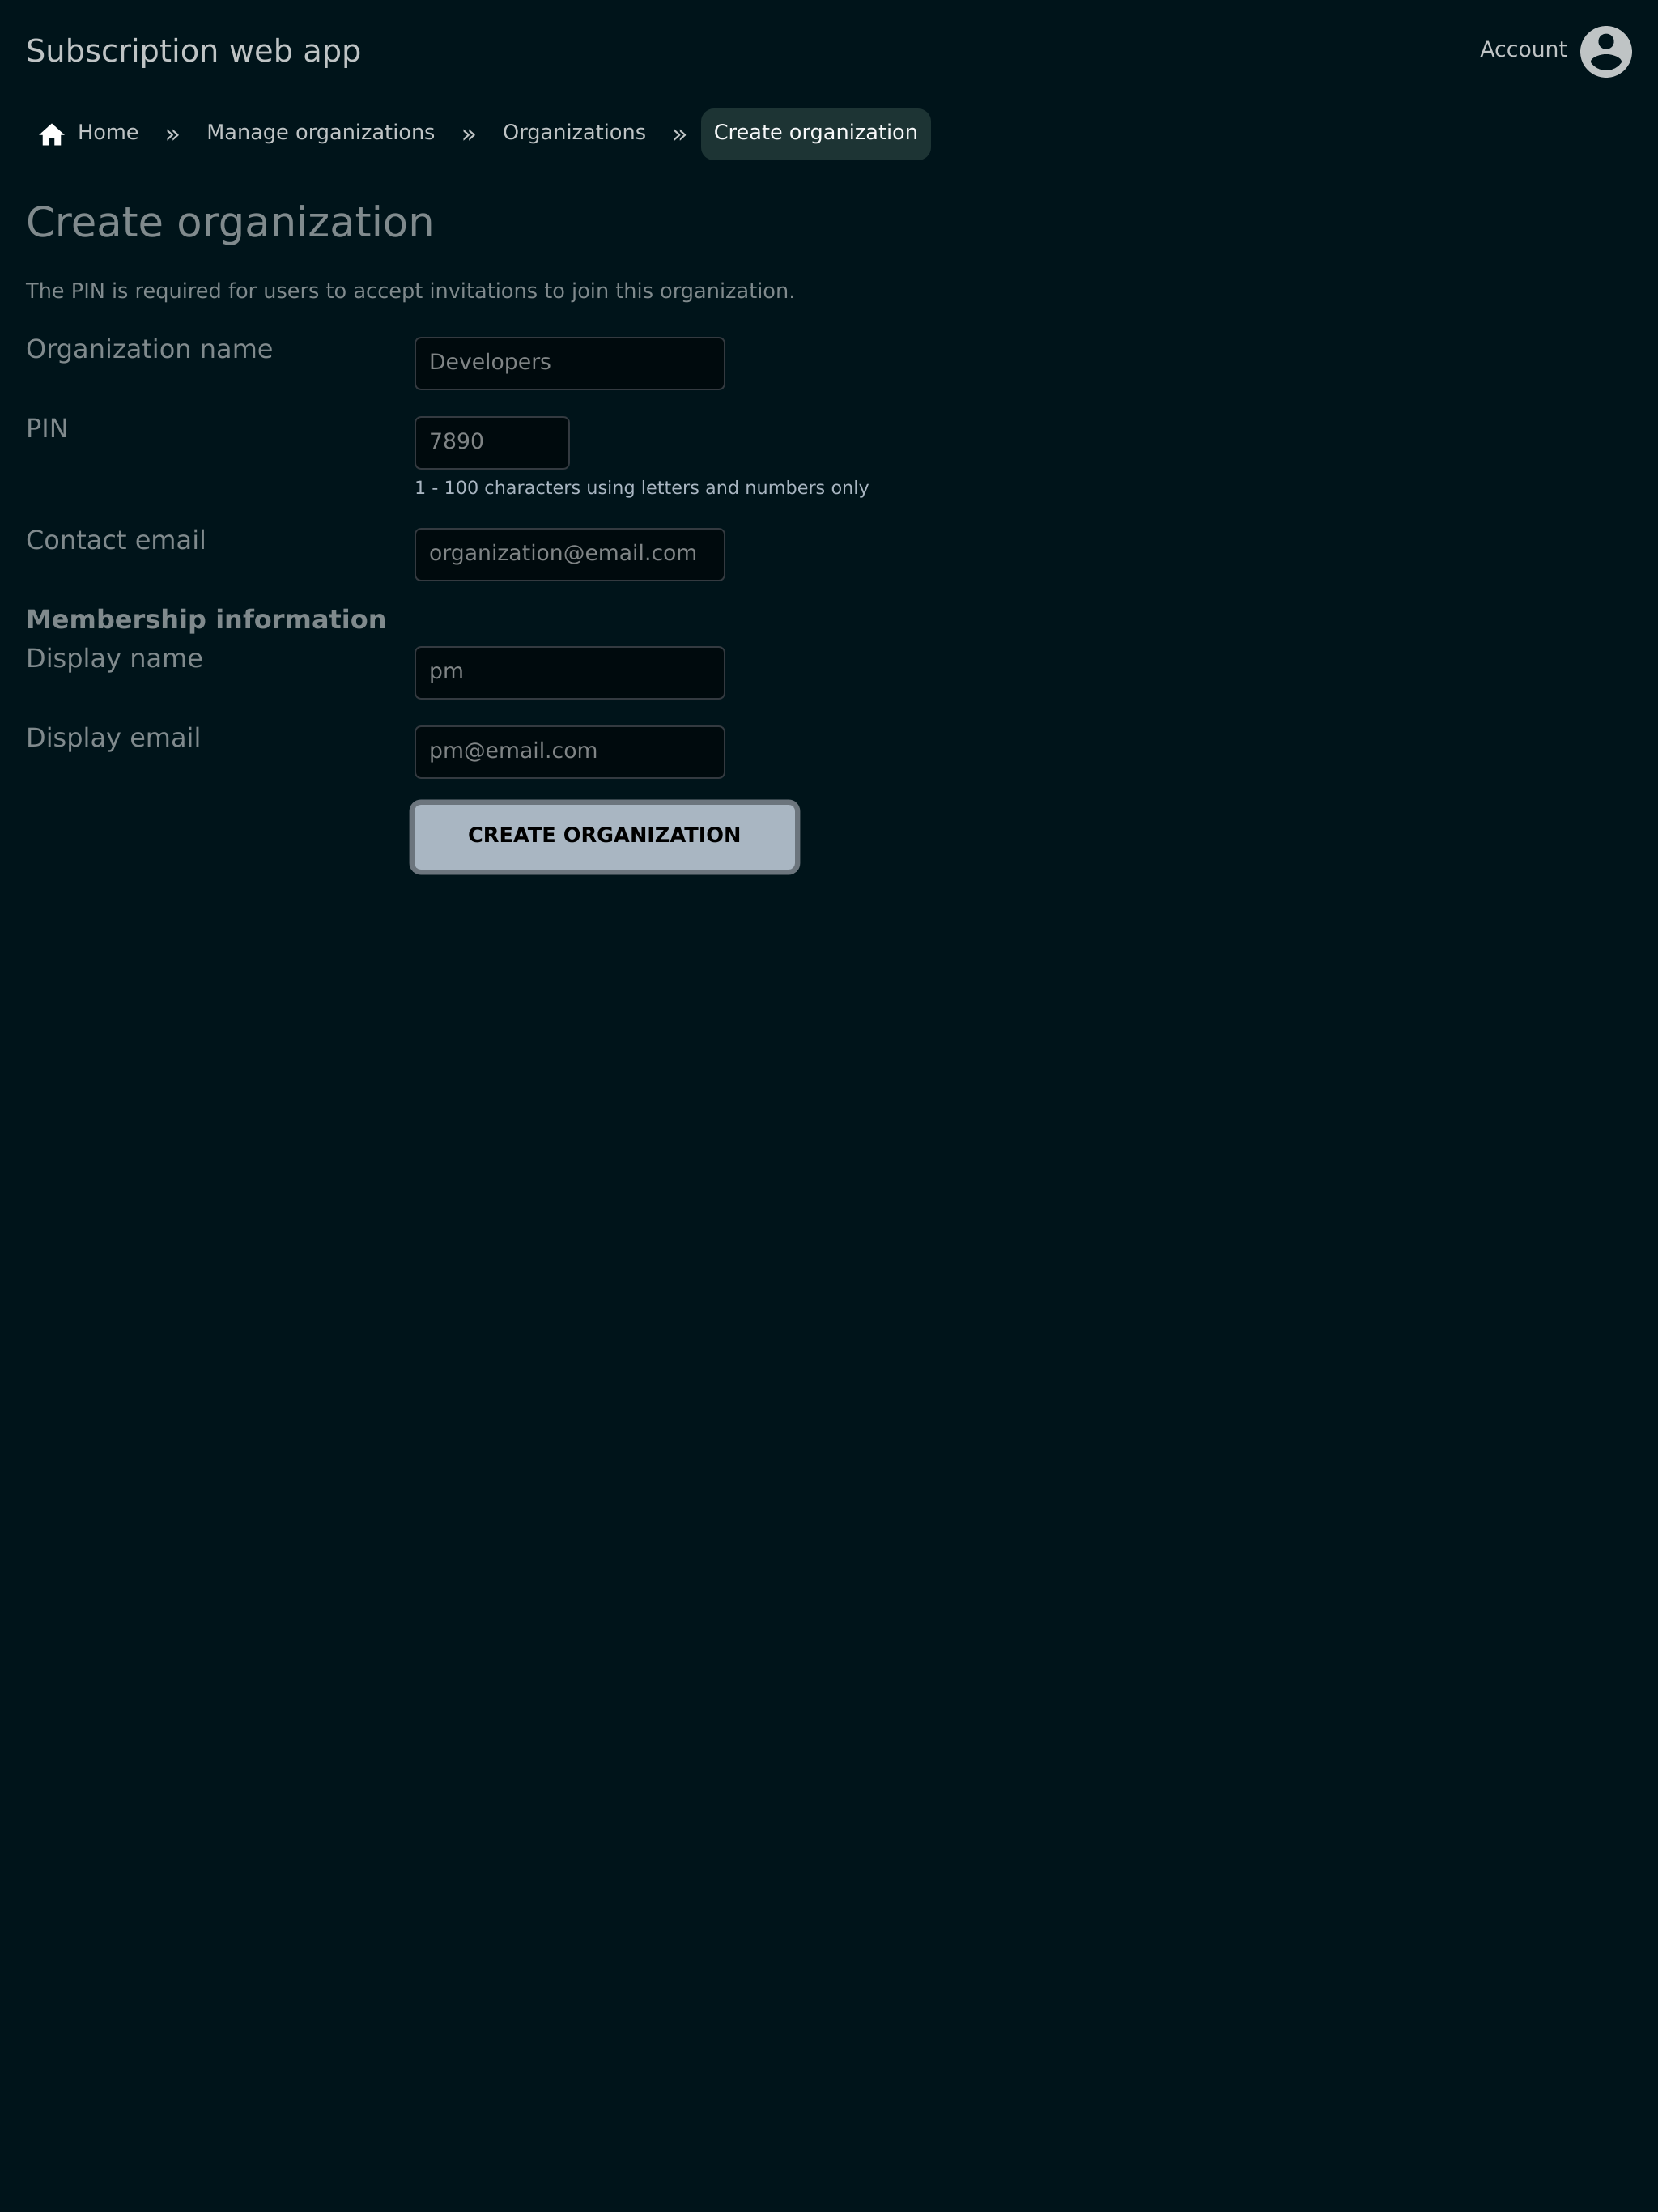 Subscription web app
Account
Home » Manage organizations » Organizations » Create organization
Create organization
The PIN is required for users to accept invitations to join this organization.
Organization name
Developers
PIN
7890
1 - 100 characters using letters and numbers only
Contact email
organization@email.com
Membership information
Display name
pm
Display email
pm@email.com
CREATE ORGANIZATION